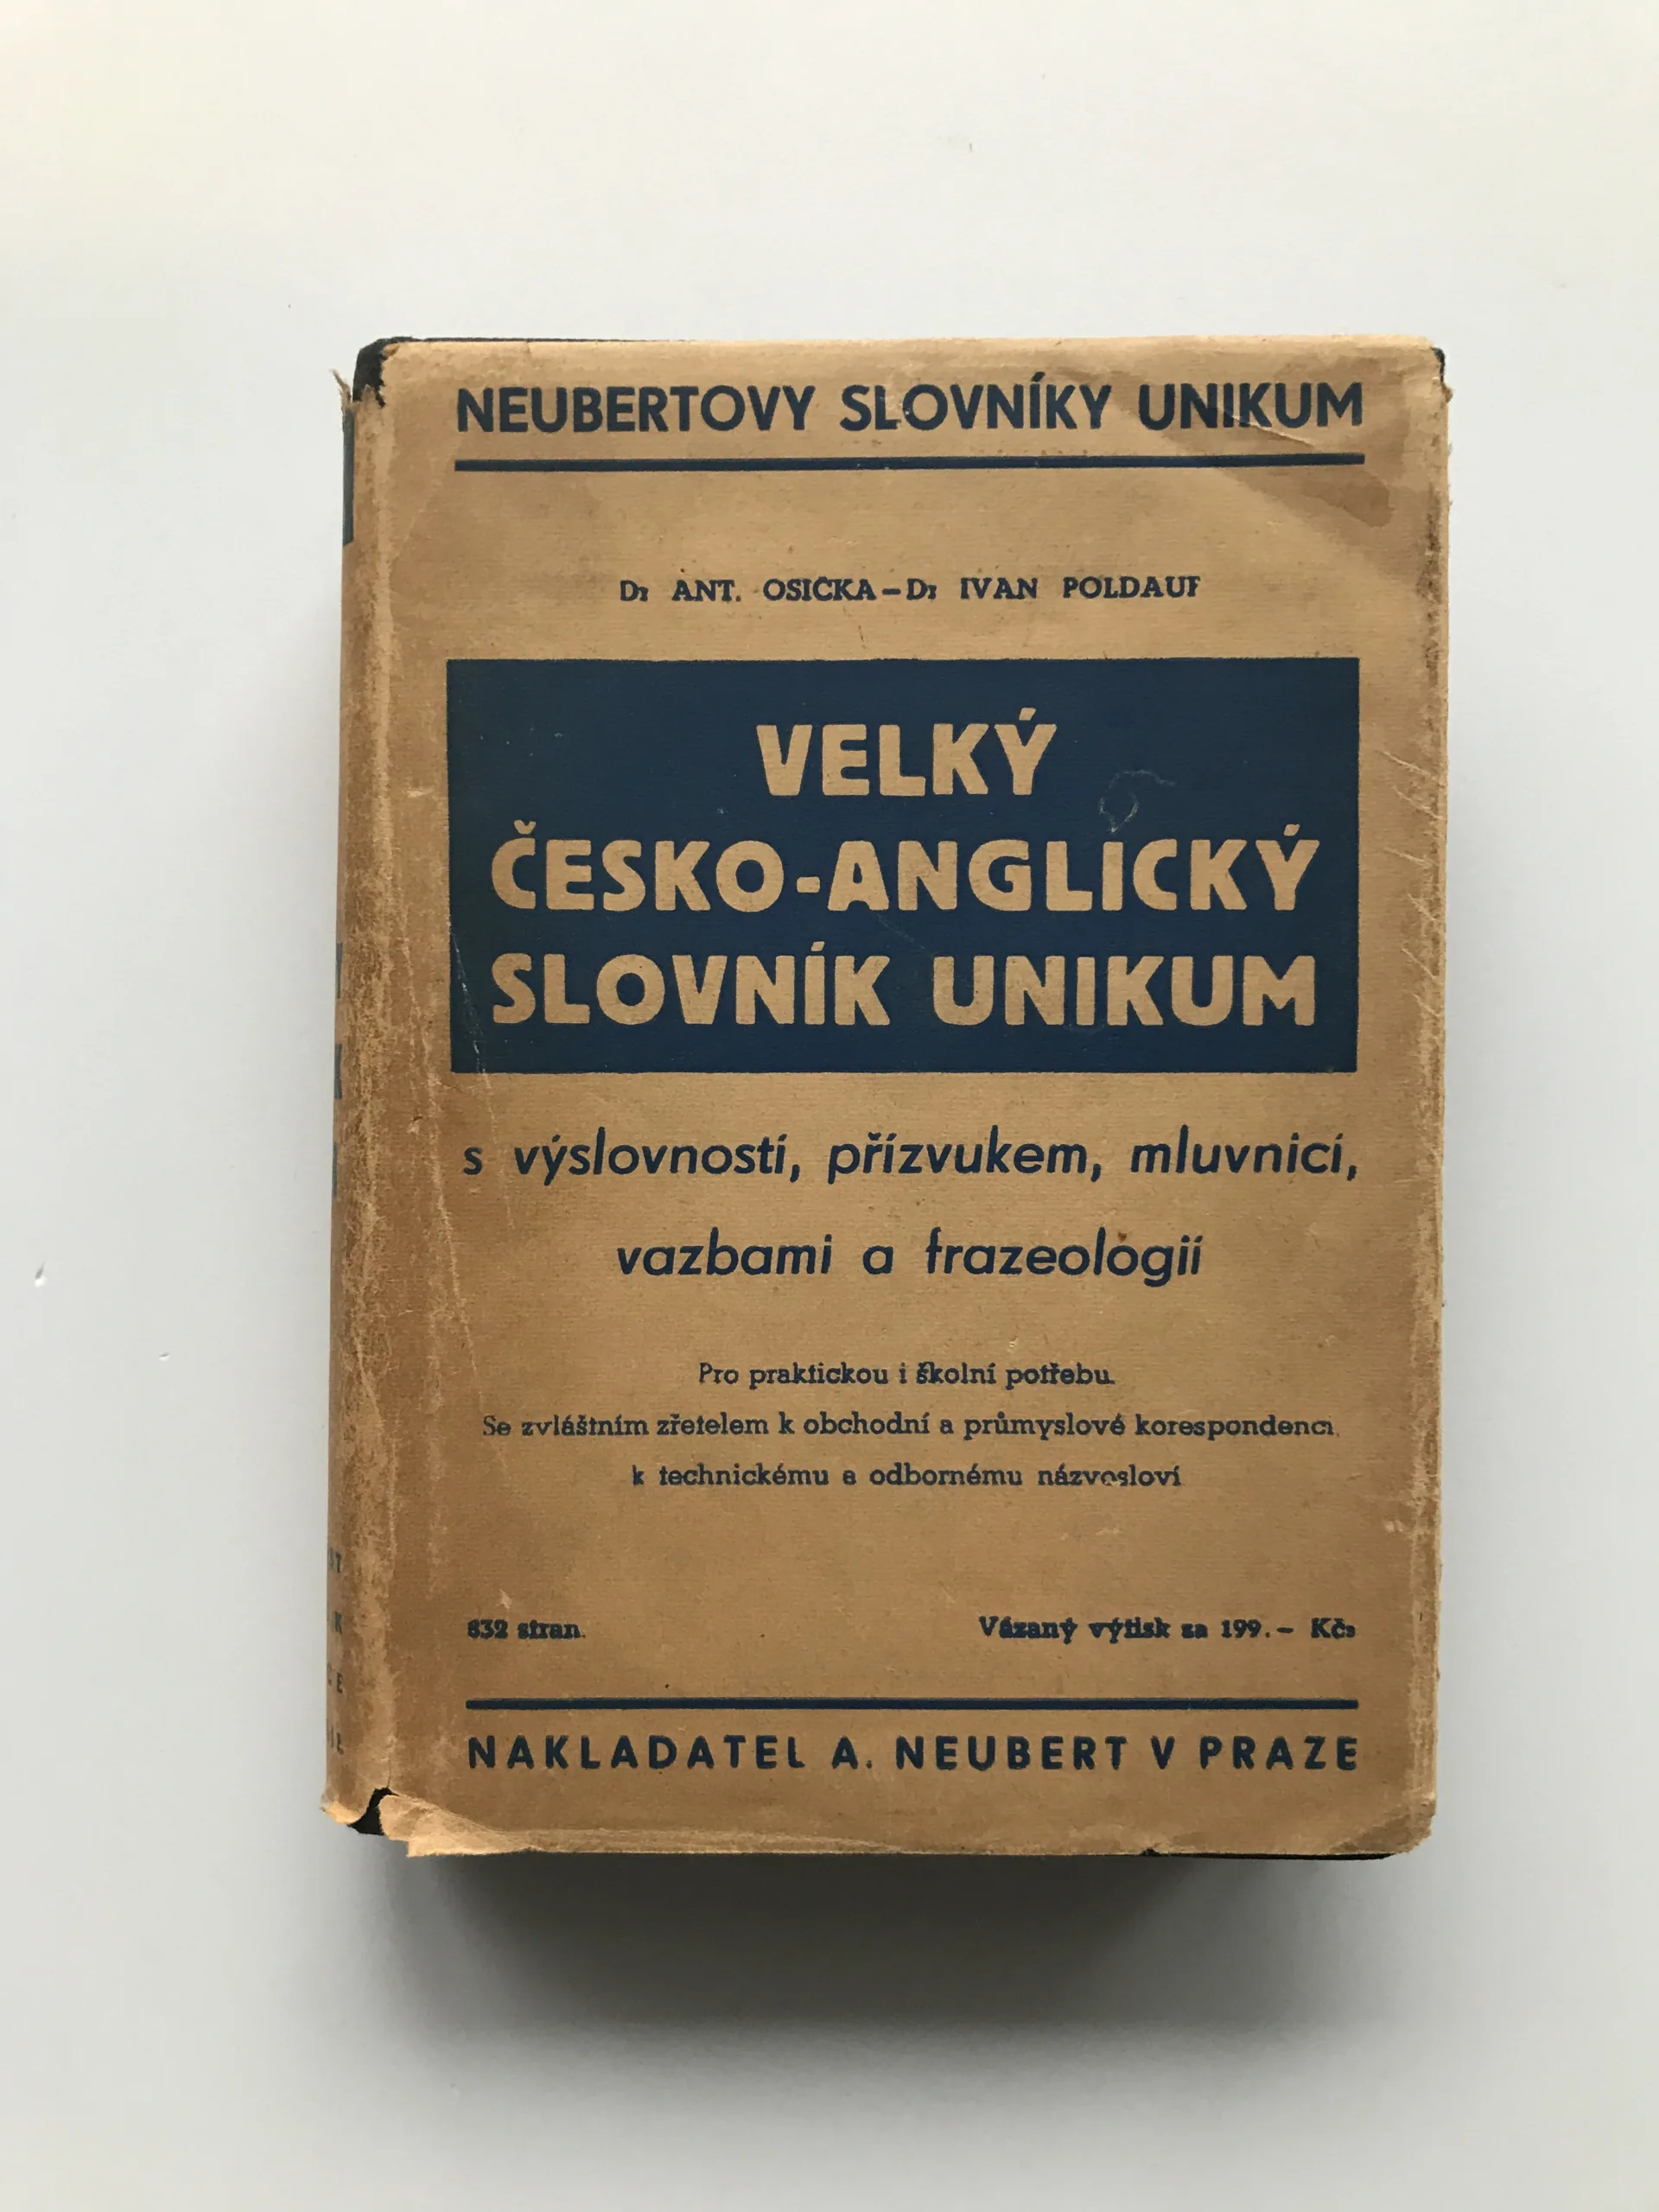 NEUBERTOVY SLOVNÍKY UNIKUM
Dr ANT. OSIČKA – Dr IVAN POLDAUF
VELKÝ
ČESKO-ANGLICKÝ
SLOVNÍK UNIKUM
s výslovností, přízvukem, mluvnicí,
vazbami a frazeologií
Pro praktickou i školní potřebu.
Se zvláštním zřetelem k obchodní a průmyslové korespondenci,
k technickému a odbornému názvosloví
832 stran.
Vázaný výtisk za 199.– Kčs
NAKLADATEL A. NEUBERT V PRAZE